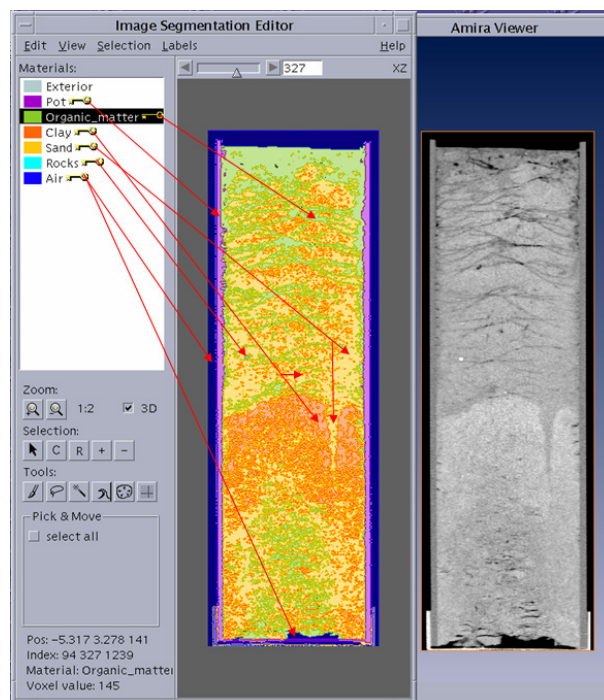 Image Segmentation Editor
Amira Viewer
Edit View Selection Labels Help
Materials:
327 XZ
Exterior
Pot
Organic_matter
Clay
Sand
Rocks
Air
Zoom:
1:2 3D
Selection:
C R + −
Tools:
Pick & Move
select all
Pos: −5.317 3.278 141
Index: 94 327 1239
Material: Organic_matter
Voxel value: 145